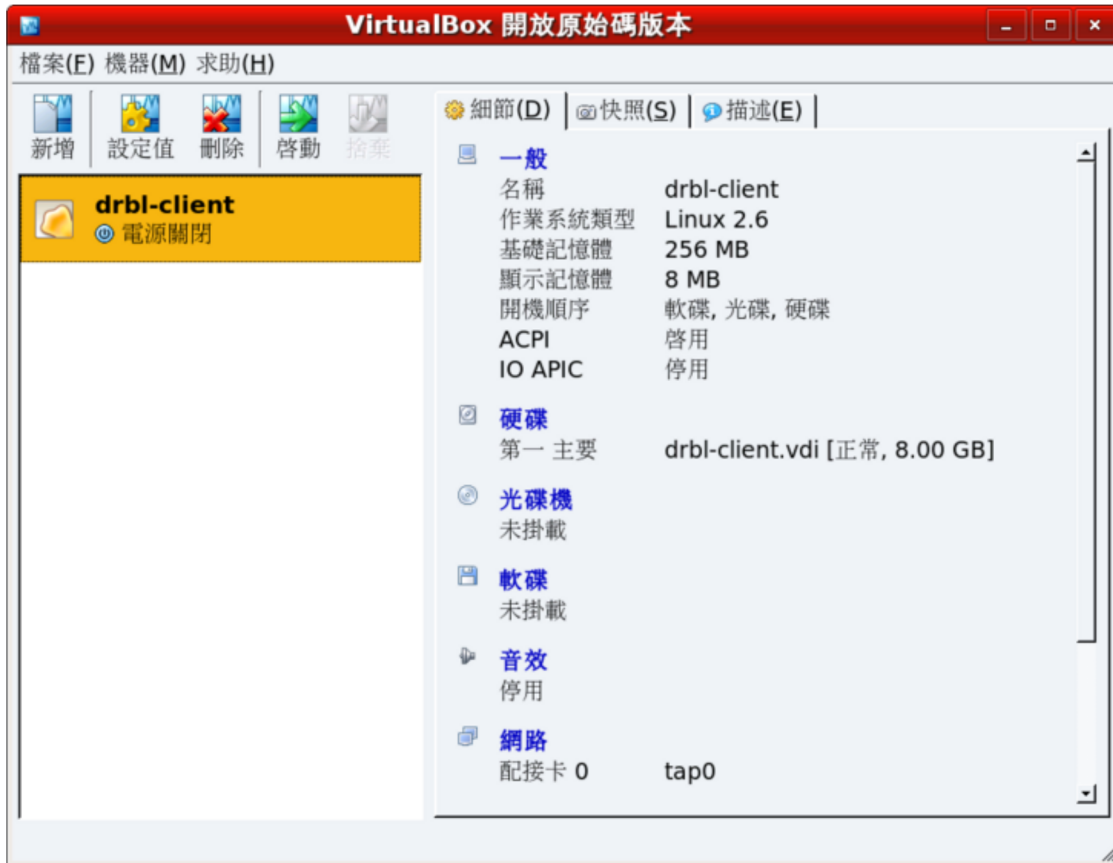 VirtualBox 開放原始碼版本
檔案(F) 機器(M) 求助(H)
新增 設定值 刪除 啓動 捨棄
drbl-client
電源關閉
細節(D) 快照(S) 描述(E)
一般
名稱 drbl-client
作業系統類型 Linux 2.6
基礎記憶體 256 MB
顯示記憶體 8 MB
開機順序 軟碟, 光碟, 硬碟
ACPI 啓用
IO APIC 停用
硬碟
第一 主要 drbl-client.vdi [正常, 8.00 GB]
光碟機
未掛載
軟碟
未掛載
音效
停用
網路
配接卡 0 tap0